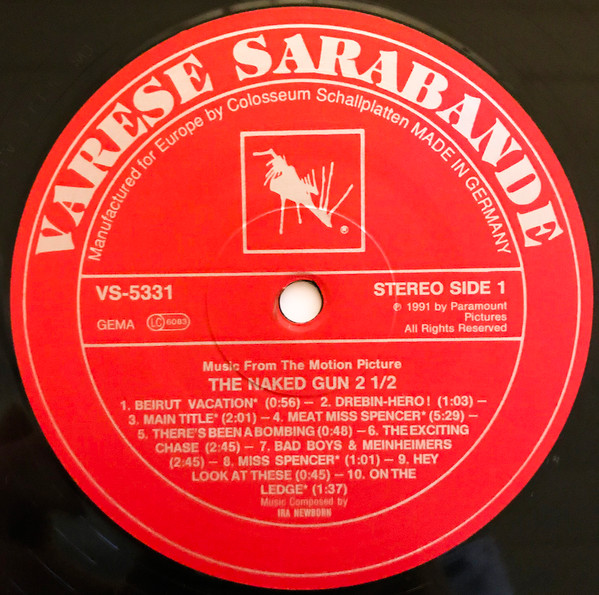 VARESE SARABANDE
Manufactured for Europe by Colosseum Schallplatten MADE IN GERMANY
®
VS-5331
STEREO SIDE 1
GEMA LC 6083
℗ 1991 by Paramount
Pictures
All Rights Reserved
Music From The Motion Picture
THE NAKED GUN 2 1/2
1. BEIRUT VACATION* (0:56) – 2. DREBIN-HERO! (1:03) –
3. MAIN TITLE* (2:01) – 4. MEAT MISS SPENCER* (5:29) –
5. THERE'S BEEN A BOMBING (0:48) – 6. THE EXCITING
CHASE (2:45) – 7. BAD BOYS & MEINHEIMERS
(2:45) – 8. MISS SPENCER* (1:01) – 9. HEY
LOOK AT THESE (0:45) – 10. ON THE
LEDGE* (1:37)
Music Composed by
IRA NEWBORN